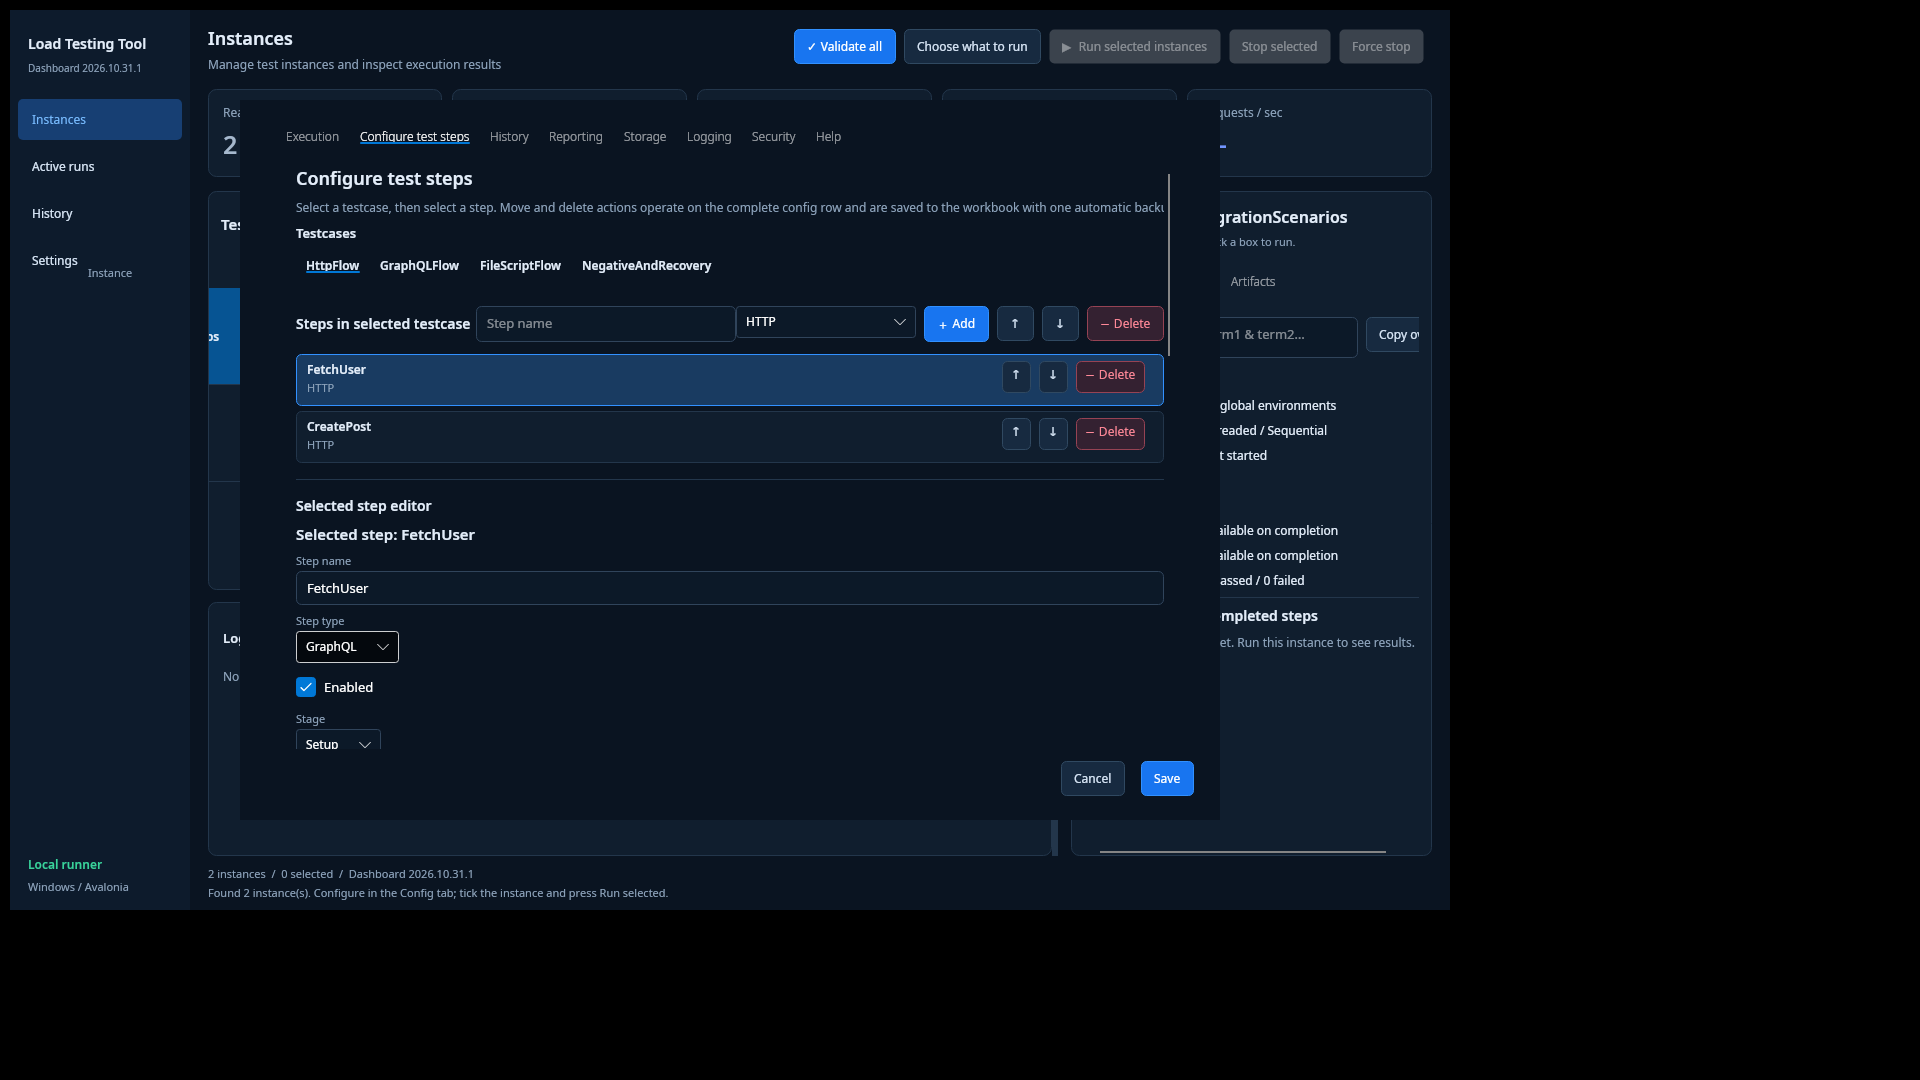 Load Testing Tool
Dashboard 2026.10.31.1
Instances
Active runs
History
Settings
Instance
Local runner
Windows / Avalonia
Instances
Manage test instances and inspect execution results
✓ Validate all
Choose what to run
▶ Run selected instances
Stop selected
Force stop
2
quests / sec
Execution
Configure test steps
History
Reporting
Storage
Logging
Security
Help
Configure test steps
Select a testcase, then select a step. Move and delete actions operate on the complete config row and are saved to the workbook with one automatic backu
Testcases
HttpFlow
GraphQLFlow
FileScriptFlow
NegativeAndRecovery
Steps in selected testcase
Step name
HTTP
+ Add
↑
↓
– Delete
FetchUser
HTTP
↑
↓
– Delete
CreatePost
HTTP
↑
↓
– Delete
Selected step editor
Selected step: FetchUser
Step name
FetchUser
Step type
GraphQL
Enabled
Stage
Setup
Cancel
Save
grationScenarios
k a box to run.
Artifacts
rm1 & term2...
Copy ov
global environments
readed / Sequential
t started
ailable on completion
ailable on completion
assed / 0 failed
mpleted steps
et. Run this instance to see results.
No
2 instances / 0 selected / Dashboard 2026.10.31.1
Found 2 instance(s). Configure in the Config tab; tick the instance and press Run selected.